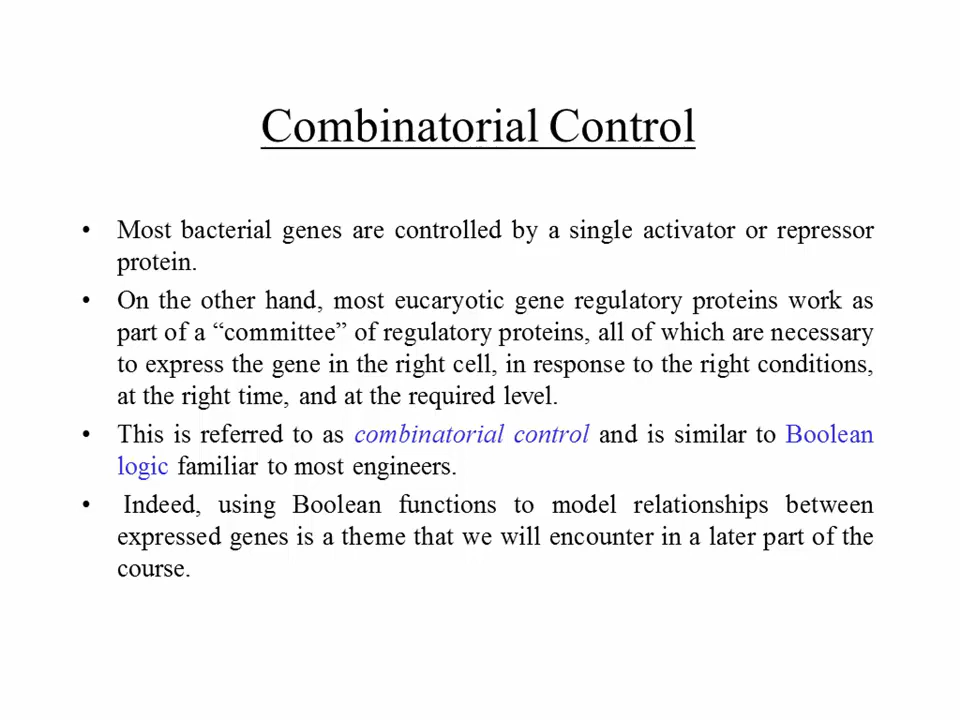 Combinatorial Control
• Most bacterial genes are controlled by a single activator or repressor
protein.
• On the other hand, most eucaryotic gene regulatory proteins work as
part of a “committee” of regulatory proteins, all of which are necessary
to express the gene in the right cell, in response to the right conditions,
at the right time, and at the required level.
• This is referred to as combinatorial control and is similar to Boolean
logic familiar to most engineers.
• Indeed, using Boolean functions to model relationships between
expressed genes is a theme that we will encounter in a later part of the
course.